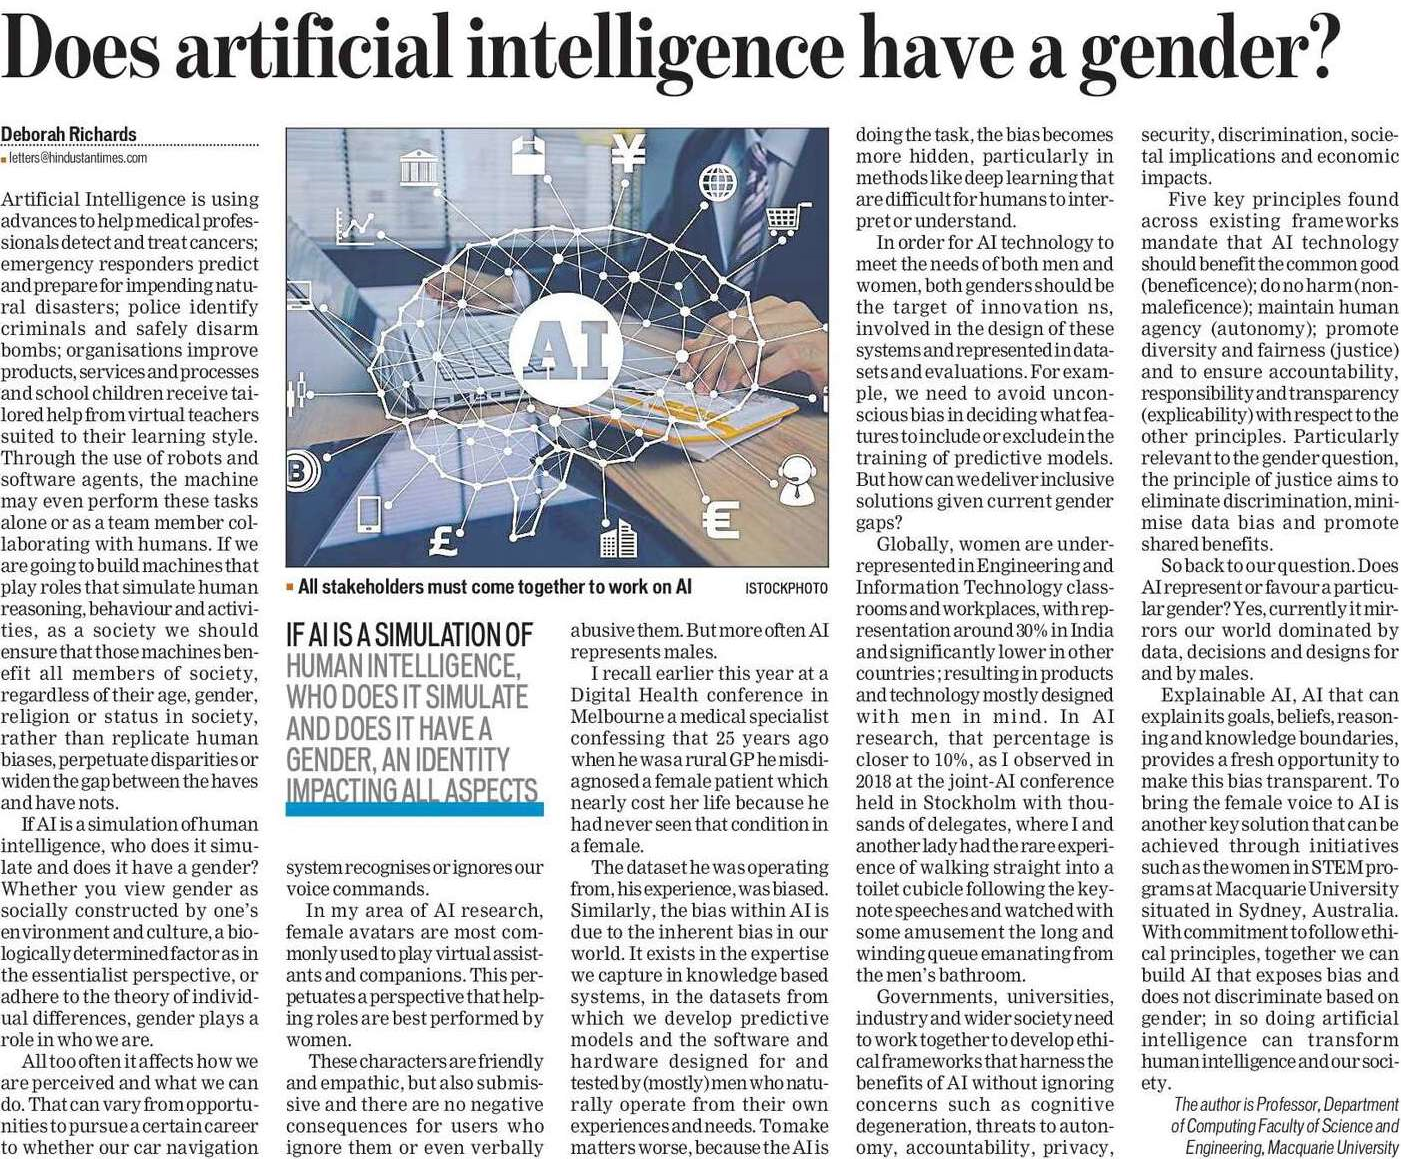 Does artificial intelligence have a gender?
Deborah Richards
letters@hindustantimes.com
Artificial Intelligence is using
advances to help medical profes-
sionals detect and treat cancers;
emergency responders predict
and prepare for impending natu-
ral disasters; police identify
criminals and safely disarm
bombs; organisations improve
products, services and processes
and school children receive tai-
lored help from virtual teachers
suited to their learning style.
Through the use of robots and
software agents, the machine
may even perform these tasks
alone or as a team member col-
laborating with humans. If we
are going to build machines that
play roles that simulate human
reasoning, behaviour and activi-
ties, as a society we should
ensure that those machines ben-
efit all members of society,
regardless of their age, gender,
religion or status in society,
rather than replicate human
biases, perpetuate disparities or
widen the gap between the haves
and have nots.
If AI is a simulation of human
intelligence, who does it simu-
late and does it have a gender?
Whether you view gender as
socially constructed by one's
environment and culture, a bio-
logically determined factor as in
the essentialist perspective, or
adhere to the theory of individ-
ual differences, gender plays a
role in who we are.
All too often it affects how we
are perceived and what we can
do. That can vary from opportu-
nities to pursue a certain career
to whether our car navigation
AI
All stakeholders must come together to work on AI
ISTOCKPHOTO
IF AI IS A SIMULATION OF
HUMAN INTELLIGENCE,
WHO DOES IT SIMULATE
AND DOES IT HAVE A
GENDER, AN IDENTITY
IMPACTING ALL ASPECTS
system recognises or ignores our
voice commands.
In my area of AI research,
female avatars are most com-
monly used to play virtual assist-
ants and companions. This per-
petuates a perspective that help-
ing roles are best performed by
women.
These characters are friendly
and empathic, but also submis-
sive and there are no negative
consequences for users who
ignore them or even verbally
abusive them. But more often AI
represents males.
I recall earlier this year at a
Digital Health conference in
Melbourne a medical specialist
confessing that 25 years ago
when he was a rural GP he misdi-
agnosed a female patient which
nearly cost her life because he
had never seen that condition in
a female.
The dataset he was operating
from, his experience, was biased.
Similarly, the bias within AI is
due to the inherent bias in our
world. It exists in the expertise
we capture in knowledge based
systems, in the datasets from
which we develop predictive
models and the software and
hardware designed for and
tested by (mostly) men who natu-
rally operate from their own
experiences and needs. To make
matters worse, because the AI is
doing the task, the bias becomes
more hidden, particularly in
methods like deep learning that
are difficult for humans to inter-
pret or understand.
In order for AI technology to
meet the needs of both men and
women, both genders should be
the target of innovation ns,
involved in the design of these
systems and represented in data-
sets and evaluations. For exam-
ple, we need to avoid uncon-
scious bias in deciding what fea-
tures to include or exclude in the
training of predictive models.
But how can we deliver inclusive
solutions given current gender
gaps?
Globally, women are under-
represented in Engineering and
Information Technology class-
rooms and workplaces, with rep-
resentation around 30% in India
and significantly lower in other
countries; resulting in products
and technology mostly designed
with men in mind. In AI
research, that percentage is
closer to 10%, as I observed in
2018 at the joint-AI conference
held in Stockholm with thou-
sands of delegates, where I and
another lady had the rare experi-
ence of walking straight into a
toilet cubicle following the key-
note speeches and watched with
some amusement the long and
winding queue emanating from
the men's bathroom.
Governments, universities,
industry and wider society need
to work together to develop ethi-
cal frameworks that harness the
benefits of AI without ignoring
concerns such as cognitive
degeneration, threats to auton-
omy, accountability, privacy,
security, discrimination, socie-
tal implications and economic
impacts.
Five key principles found
across existing frameworks
mandate that AI technology
should benefit the common good
(beneficence); do no harm (non-
maleficence); maintain human
agency (autonomy); promote
diversity and fairness (justice)
and to ensure accountability,
responsibility and transparency
(explicability) with respect to the
other principles. Particularly
relevant to the gender question,
the principle of justice aims to
eliminate discrimination, mini-
mise data bias and promote
shared benefits.
So back to our question. Does
AI represent or favour a particu-
lar gender? Yes, currently it mir-
rors our world dominated by
data, decisions and designs for
and by males.
Explainable AI, AI that can
explain its goals, beliefs, reason-
ing and knowledge boundaries,
provides a fresh opportunity to
make this bias transparent. To
bring the female voice to AI is
another key solution that can be
achieved through initiatives
such as the women in STEM pro-
grams at Macquarie University
situated in Sydney, Australia.
With commitment to follow ethi-
cal principles, together we can
build AI that exposes bias and
does not discriminate based on
gender; in so doing artificial
intelligence can transform
human intelligence and our soci-
ety.
The author is Professor, Department
of Computing Faculty of Science and
Engineering, Macquarie University